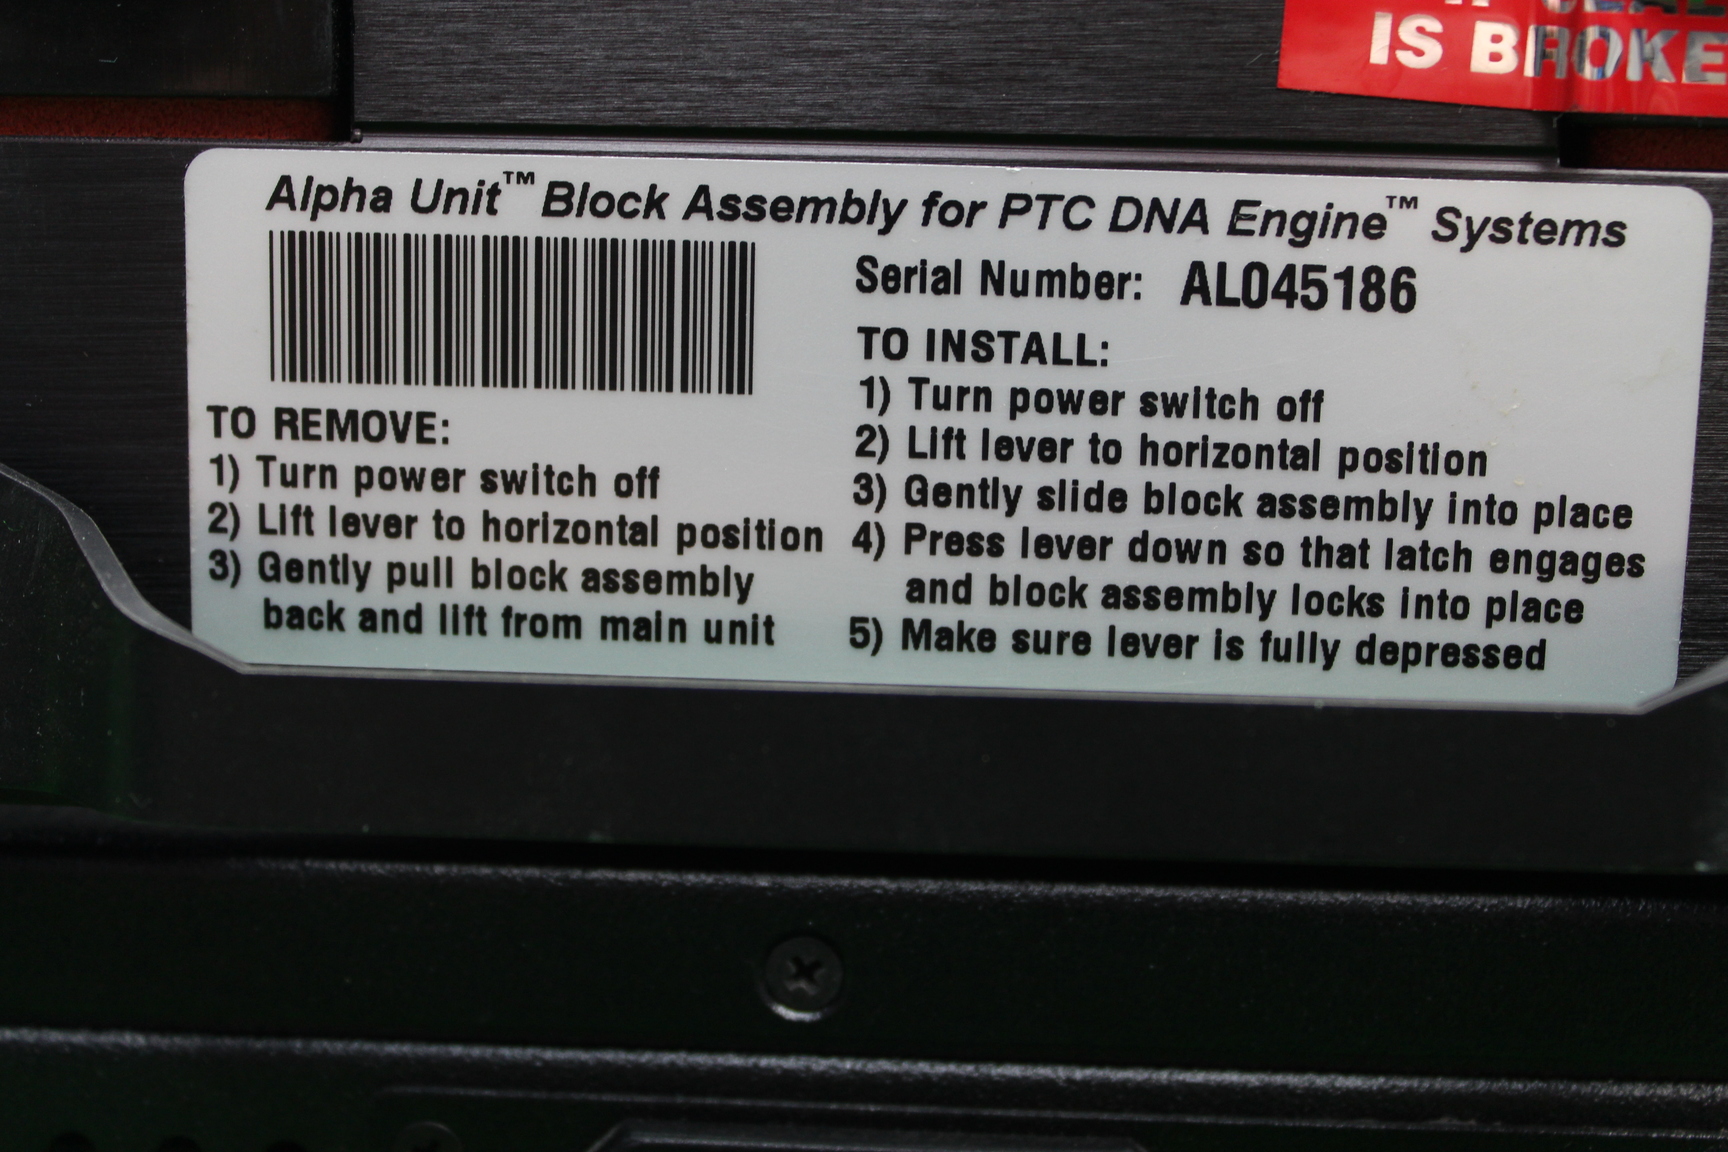 IS BROKE
Alpha Unit™ Block Assembly for PTC DNA Engine™ Systems
Serial Number: AL045186
TO REMOVE:
1) Turn power switch off
2) Lift lever to horizontal position
3) Gently pull block assembly
back and lift from main unit
TO INSTALL:
1) Turn power switch off
2) Lift lever to horizontal position
3) Gently slide block assembly into place
4) Press lever down so that latch engages
and block assembly locks into place
5) Make sure lever is fully depressed